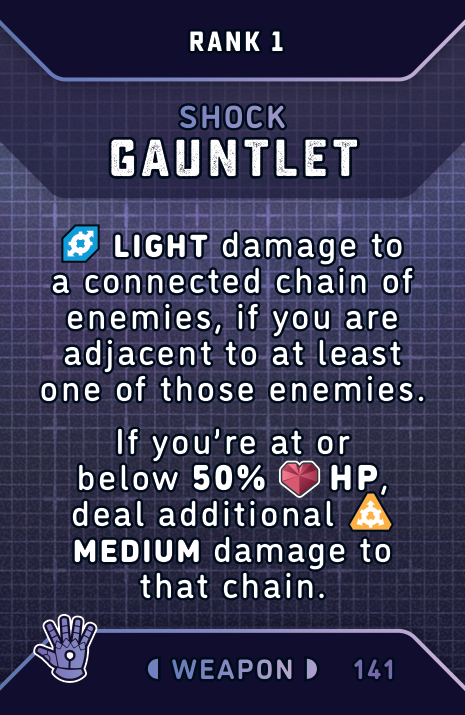 RANK 1
SHOCK
GAUNTLET
LIGHT damage to
a connected chain of
enemies, if you are
adjacent to at least
one of those enemies.
If you're at or
below 50% HP,
deal additional
MEDIUM damage to
that chain.
WEAPON 141